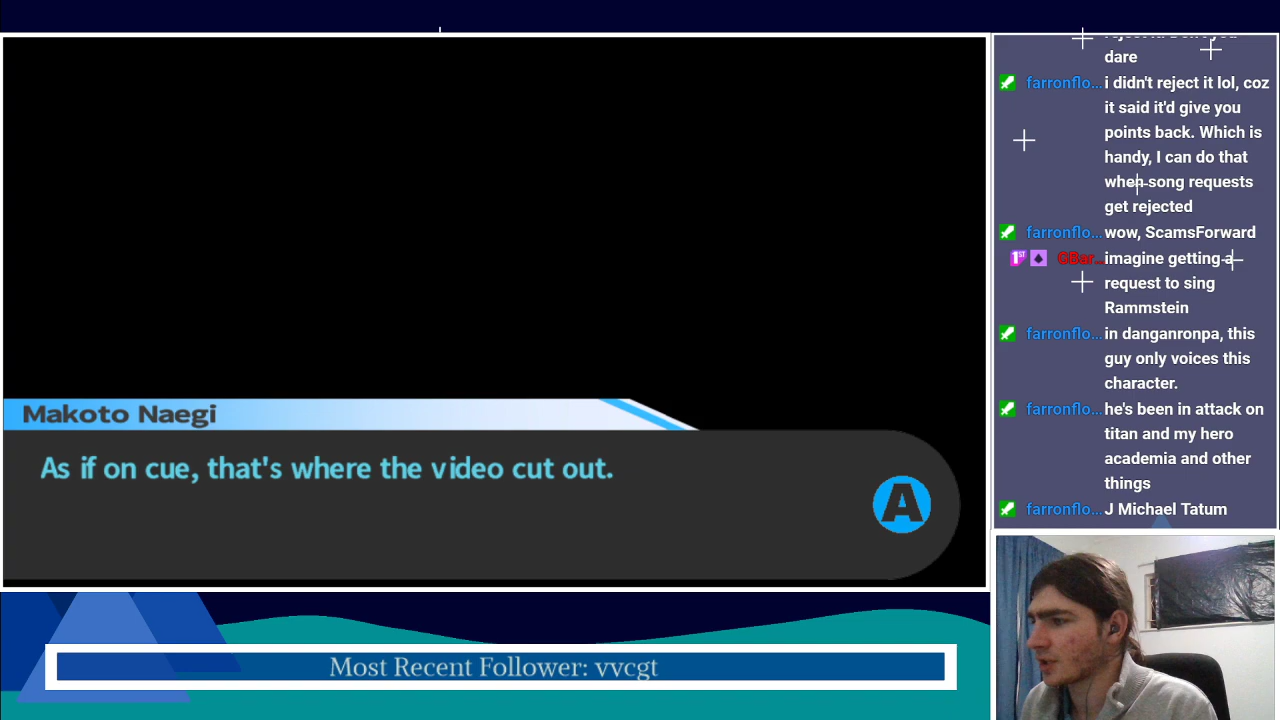 Makoto Naegi
As if on cue, that's where the video cut out.
A
dare
farronflo... i didn't reject it lol, coz
it said it'd give you
points back. Which is
handy, I can do that
when song requests
get rejected
farronflo... wow, ScamsForward
1ST imagine getting a
request to sing
Rammstein
farronflo... in danganronpa, this
guy only voices this
character.
farronflo... he's been in attack on
titan and my hero
academia and other
things
farronflo... J Michael Tatum
Most Recent Follower: vvcgt